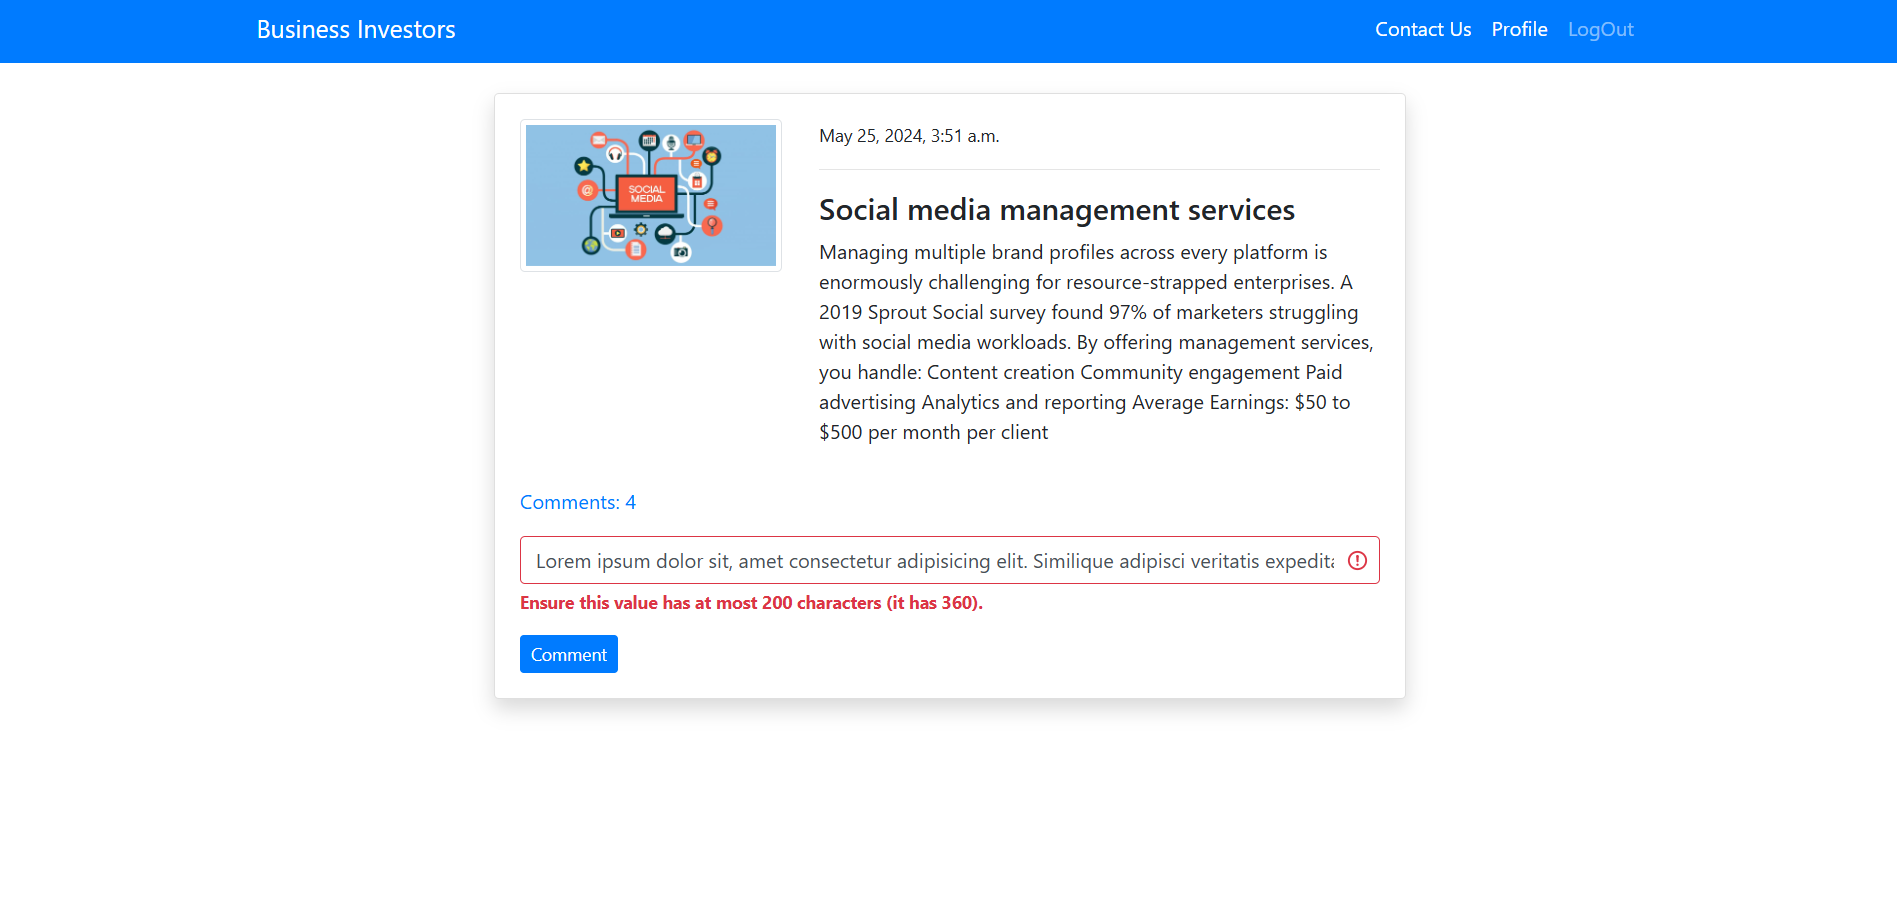 Business Investors
Contact Us Profile LogOut
SOCIAL
MEDIA
May 25, 2024, 3:51 a.m.
Social media management services
Managing multiple brand profiles across every platform is
enormously challenging for resource-strapped enterprises. A
2019 Sprout Social survey found 97% of marketers struggling
with social media workloads. By offering management services,
you handle: Content creation Community engagement Paid
advertising Analytics and reporting Average Earnings: $50 to
$500 per month per client
Comments: 4
Lorem ipsum dolor sit, amet consectetur adipisicing elit. Similique adipisci veritatis expedita
Ensure this value has at most 200 characters (it has 360).
Comment